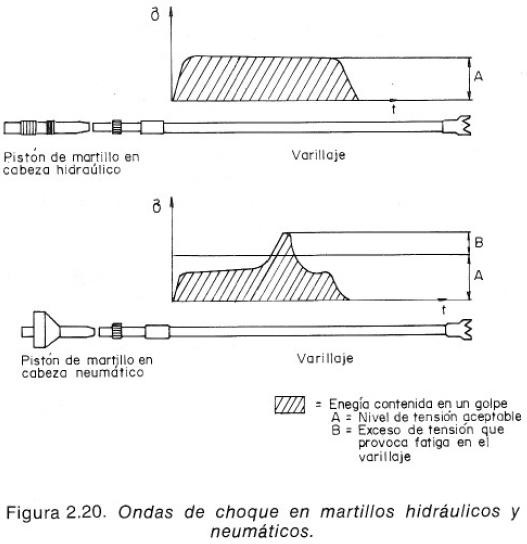 σ
A
t
Pistón de martillo en
cabeza hidraúlico
Varillaje
σ
B
A
t
Pistón de martillo en
cabeza neumático
Varillaje
= Enegía contenida en un golpe
A = Nivel de tensión aceptable
B = Exceso de tensión que
provoca fatiga en el
varillaje
Figura 2.20. Ondas de choque en martillos hidráulicos y
neumáticos.